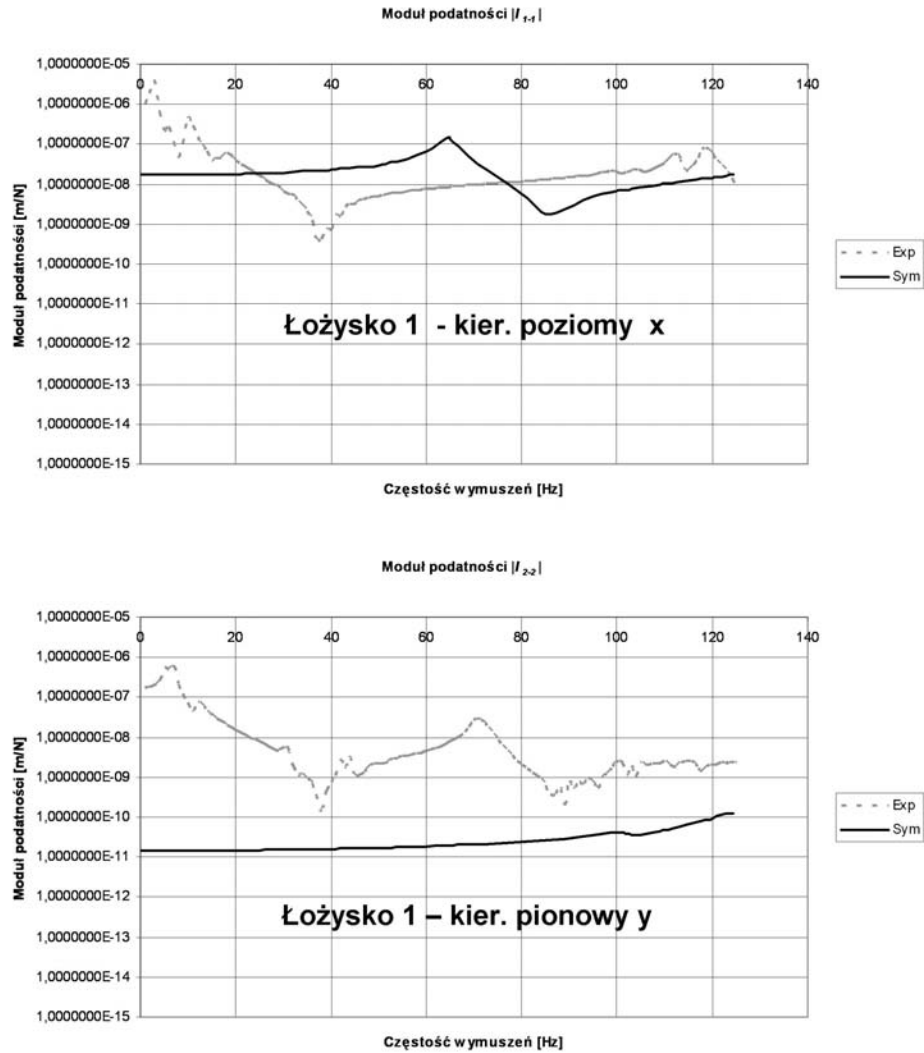 Moduł podatności |I 1-1|
1,0000000E-05
0 20 40 60 80 100 120 140
1,0000000E-06
1,0000000E-07
1,0000000E-08
1,0000000E-09
1,0000000E-10
1,0000000E-11
1,0000000E-12
1,0000000E-13
1,0000000E-14
1,0000000E-15
Moduł podatności [m/N]
Łożysko 1 - kier. poziomy x
Exp
Sym
Częstość wymuszeń [Hz]
Moduł podatności |I 2-2|
1,0000000E-05
0 20 40 60 80 100 120 140
1,0000000E-06
1,0000000E-07
1,0000000E-08
1,0000000E-09
1,0000000E-10
1,0000000E-11
1,0000000E-12
1,0000000E-13
1,0000000E-14
1,0000000E-15
Moduł podatności [m/N]
Łożysko 1 – kier. pionowy y
Exp
Sym
Częstość wymuszeń [Hz]